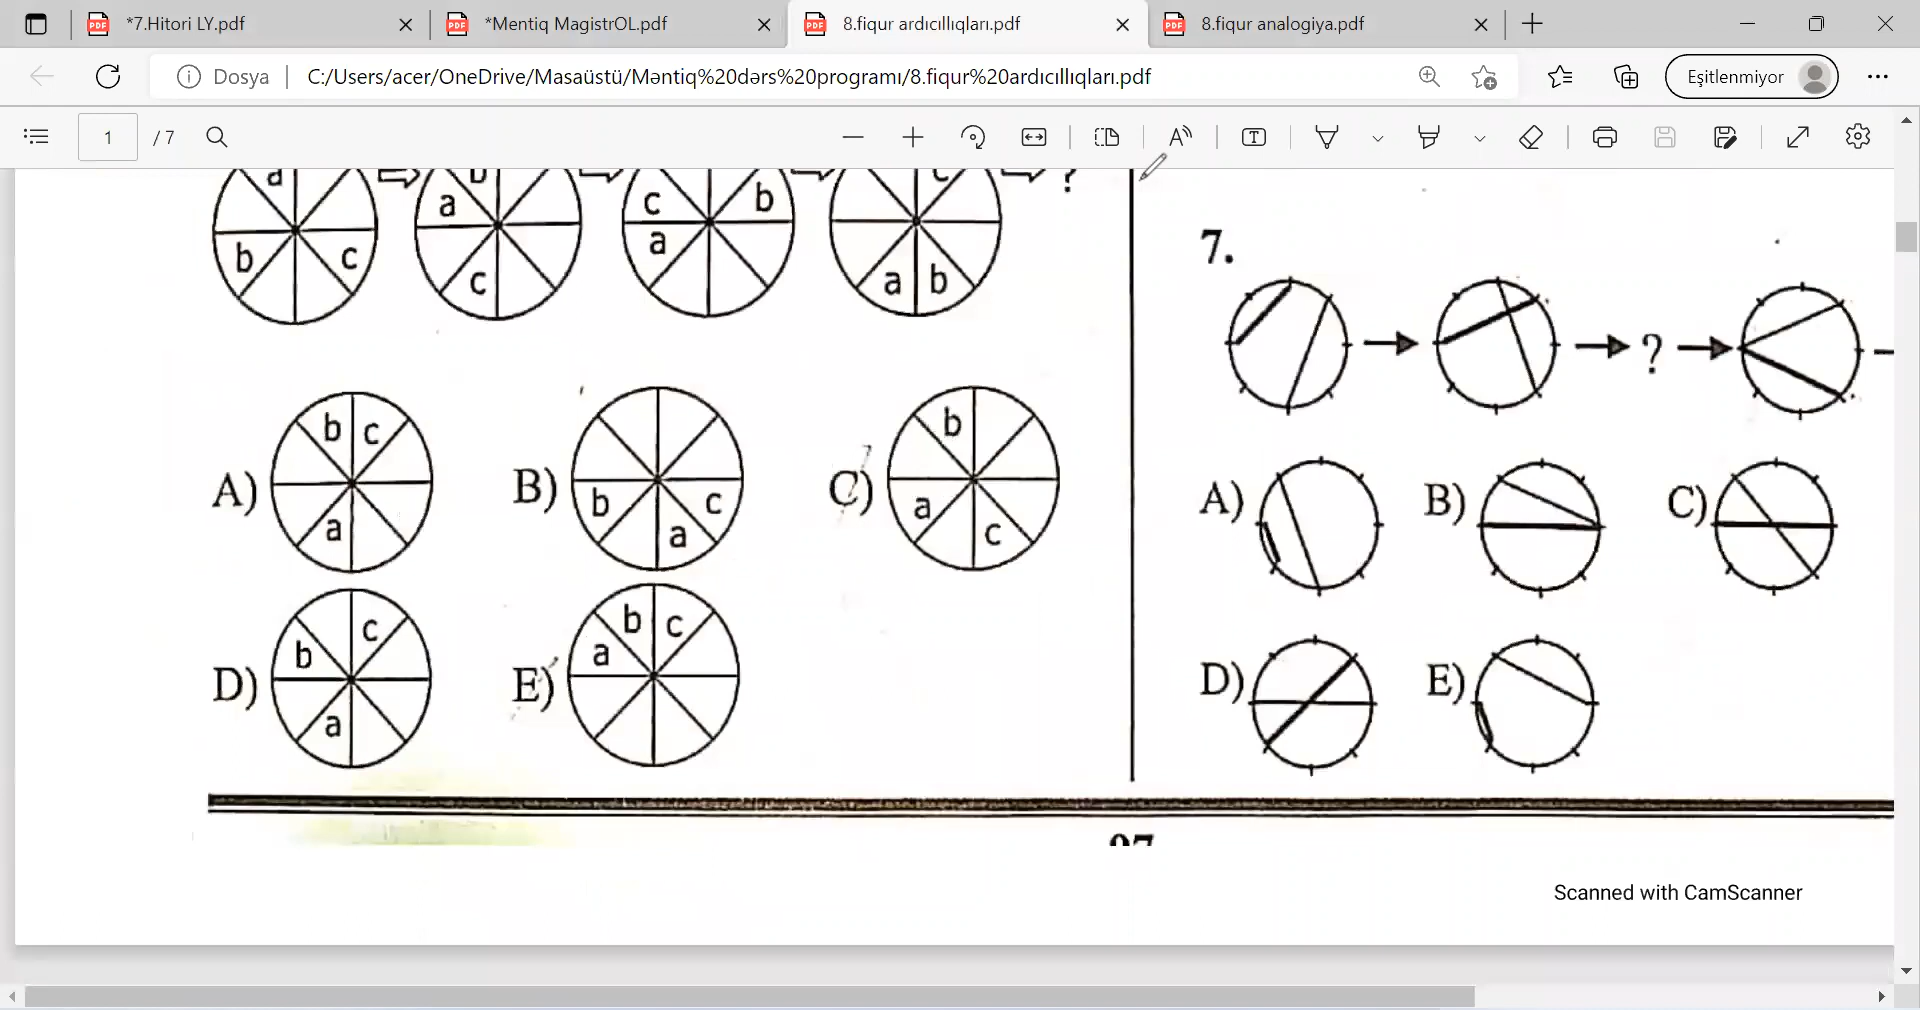 *7.Hitori LY.pdf
*Mentiq MagistrOL.pdf
8.fiqur ardıcıllıqları.pdf
8.fiqur analogiya.pdf
Dosya
C:/Users/acer/OneDrive/Masaüstü/Məntiq%20dərs%20programı/8.fiqur%20ardıcıllıqları.pdf
Eşitlenmiyor
1 / 7
a b c
b a c
c b a
c a b
?
A) b c a
B) b c a
C) b a c
D) c b a
E) b c a
7.
?
A) B) C)
D) E)
Scanned with CamScanner